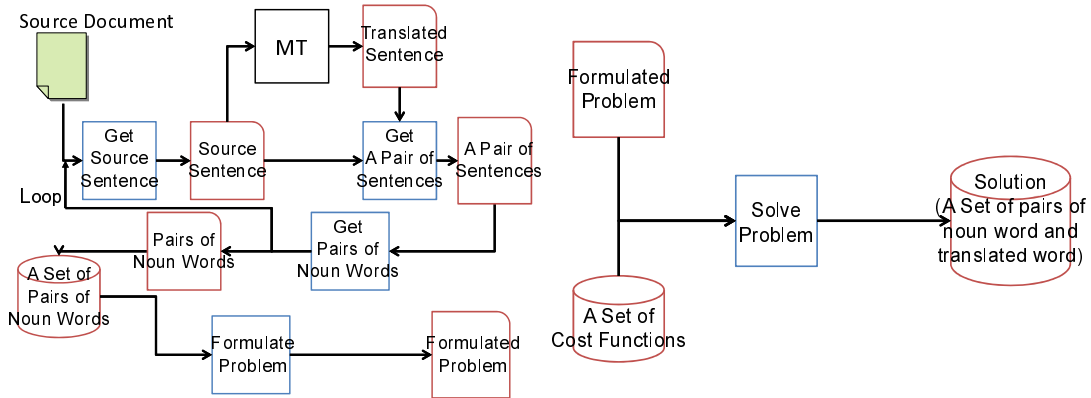 Source Document
MT
Translated
Sentence
Get
Source
Sentence
Source
Sentence
Get
A Pair of
Sentences
A Pair of
Sentences
Loop
Pairs of
Noun Words
Get
Pairs of
Noun Words
A Set of
Pairs of
Noun Words
Formulate
Problem
Formulated
Problem
Formulated
Problem
A Set of
Cost Functions
Solve
Problem
Solution
(A Set of pairs of
noun word and
translated word)